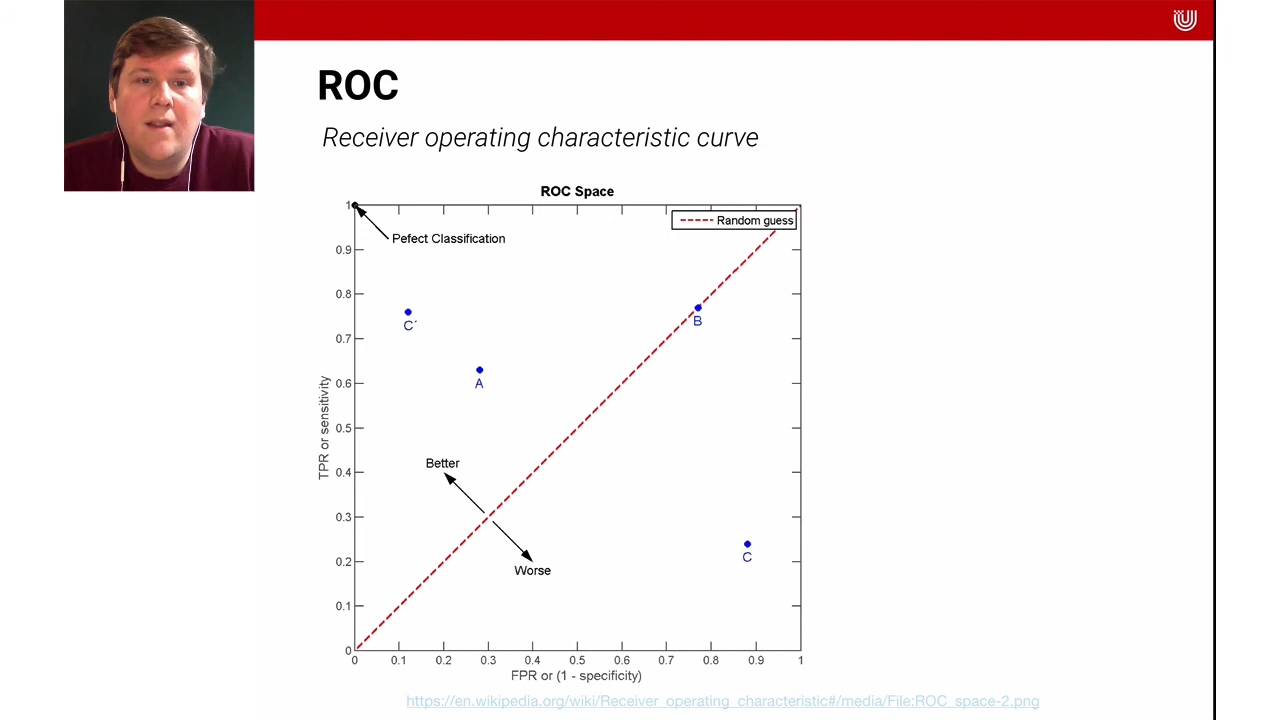 ROC
Receiver operating characteristic curve
ROC Space
Random guess
Pefect Classification
C´
A
B
Better
Worse
C
TPR or sensitivity
1
0.9
0.8
0.7
0.6
0.5
0.4
0.3
0.2
0.1
0
0 0.1 0.2 0.3 0.4 0.5 0.6 0.7 0.8 0.9 1
FPR or (1 - specificity)
https://en.wikipedia.org/wiki/Receiver_operating_characteristic#/media/File:ROC_space-2.png